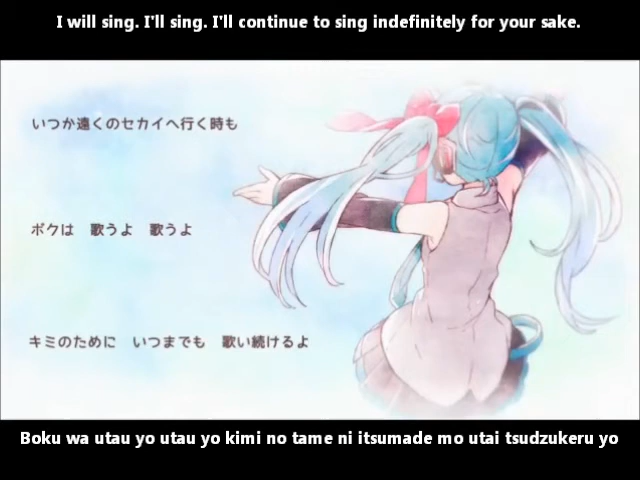 I will sing. I'll sing. I'll continue to sing indefinitely for your sake.
いつか遠くのセカイへ行く時も
ボクは 歌うよ 歌うよ
キミのために いつまでも 歌い続けるよ
Boku wa utau yo utau yo kimi no tame ni itsumade mo utai tsudzukeru yo